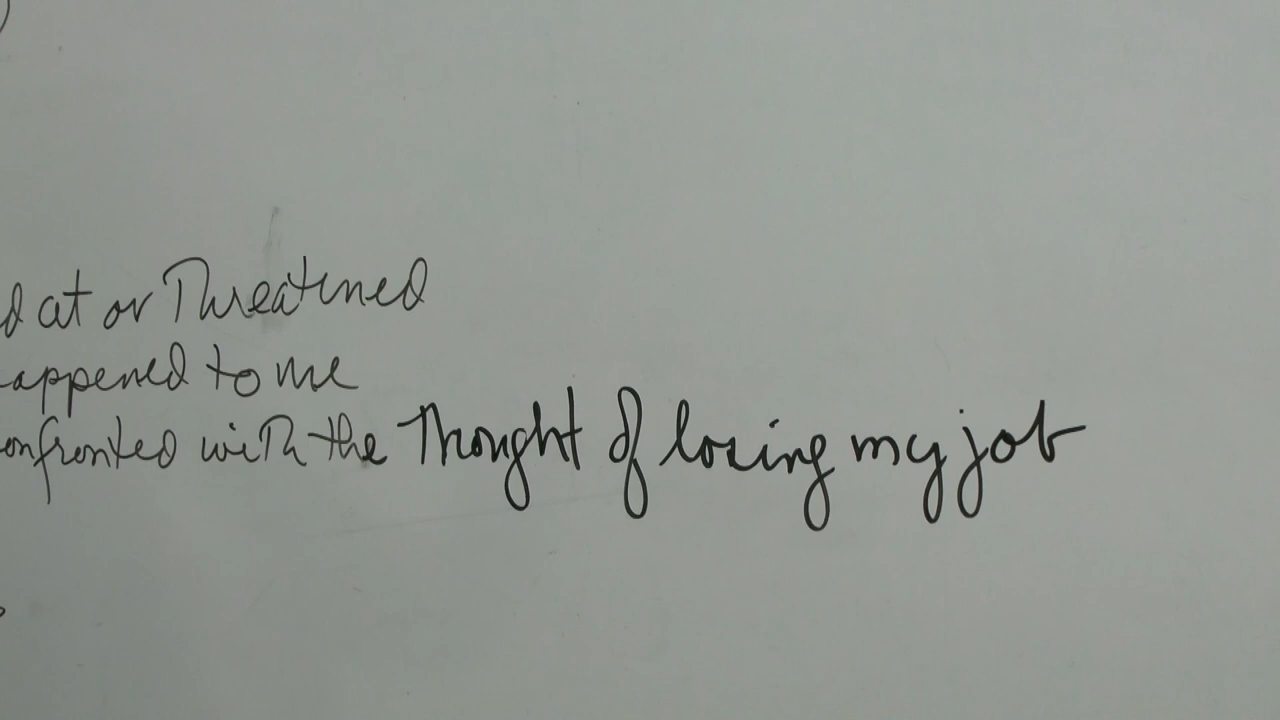 d at or Threatened
appened to me
onfronted with the Thought of losing my job